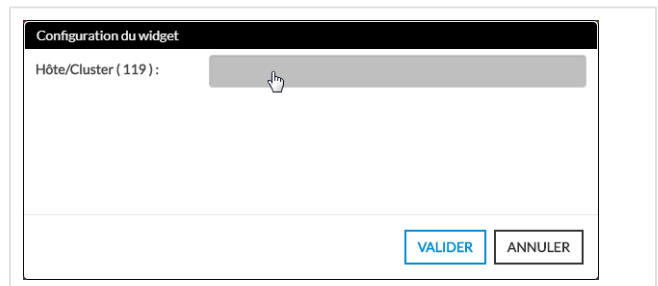 Configuration du widget
Hôte/Cluster ( 119 ) :
VALIDER ANNULER